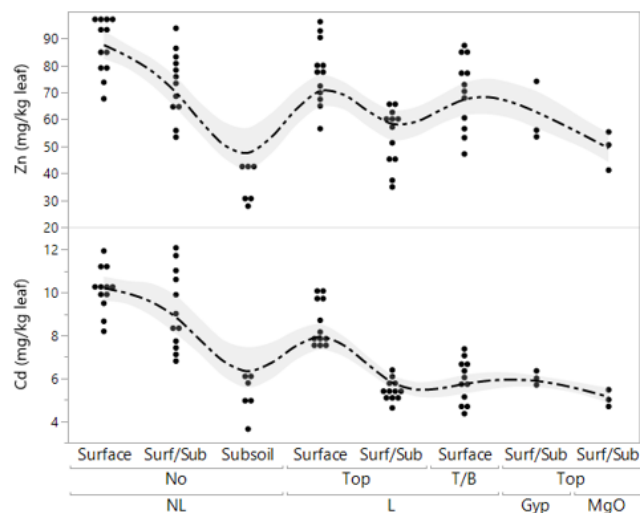 Zn (mg/kg leaf)
90
80
70
60
50
40
30
20
Cd (mg/kg leaf)
12
10
8
6
4
Surface Surf/Sub Subsoil Surface Surf/Sub Surface Surf/Sub Surf/Sub
No Top T/B Top
NL L Gyp MgO